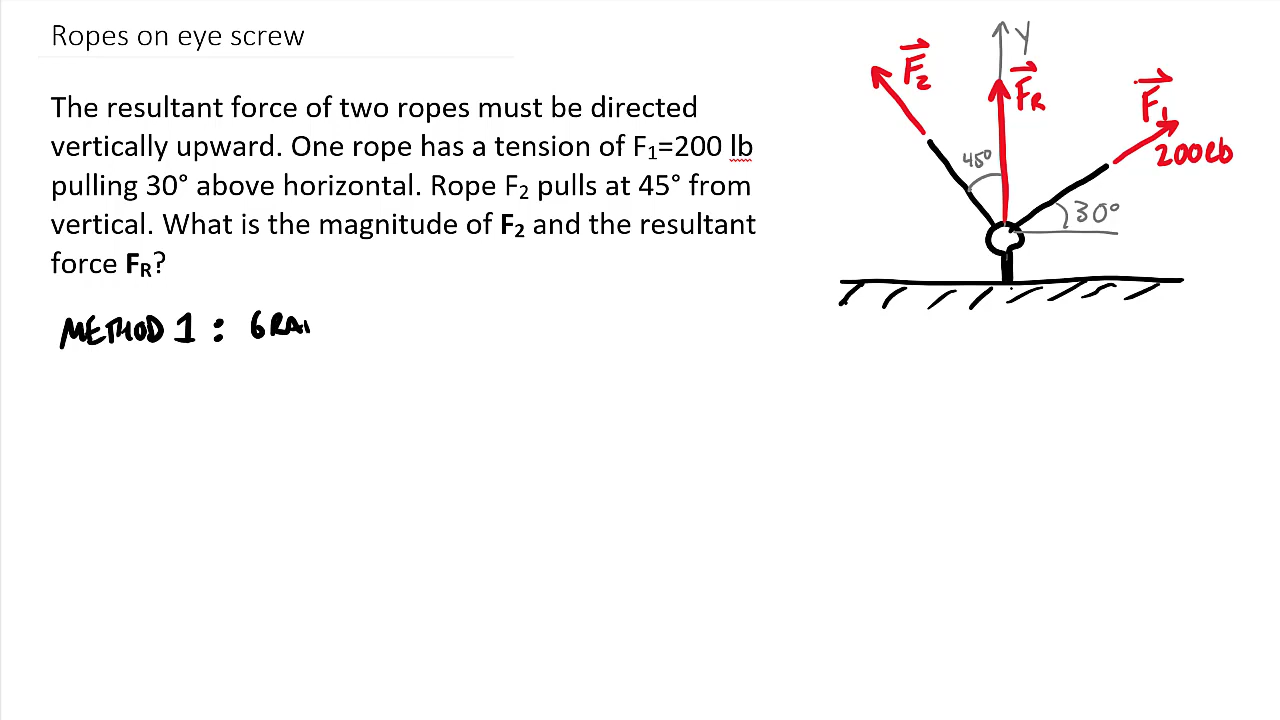 Ropes on eye screw
The resultant force of two ropes must be directed
vertically upward. One rope has a tension of F₁=200 lb
pulling 30° above horizontal. Rope F₂ pulls at 45° from
vertical. What is the magnitude of F₂ and the resultant
force F_R?
METHOD 1 :
F₂
Y
F_R
F₁
200lb
45°
30°